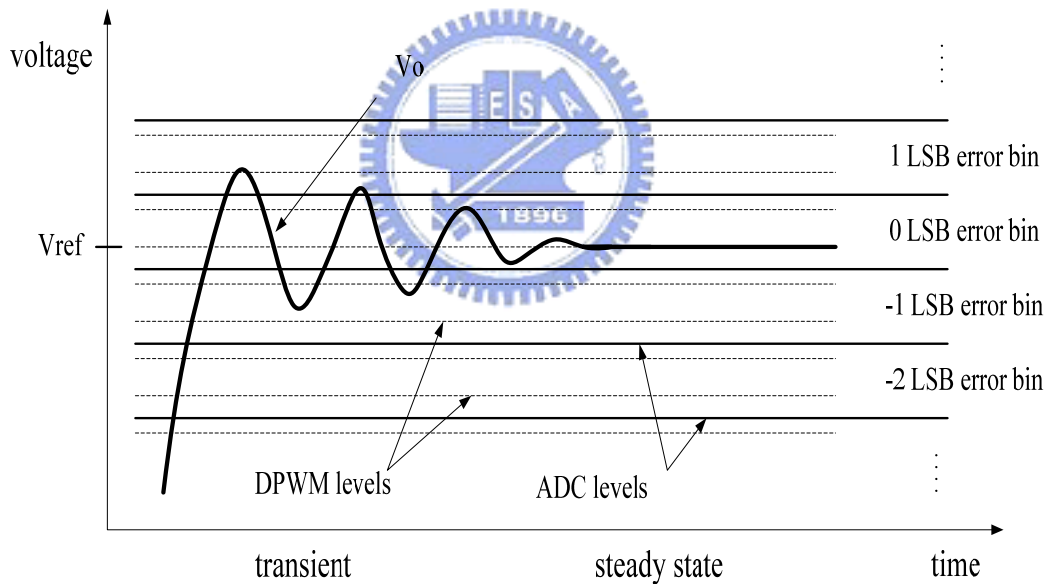 voltage
Vo
E S A
1 LSB error bin
1896
0 LSB error bin
Vref
-1 LSB error bin
-2 LSB error bin
DPWM levels
ADC levels
transient
steady state
time